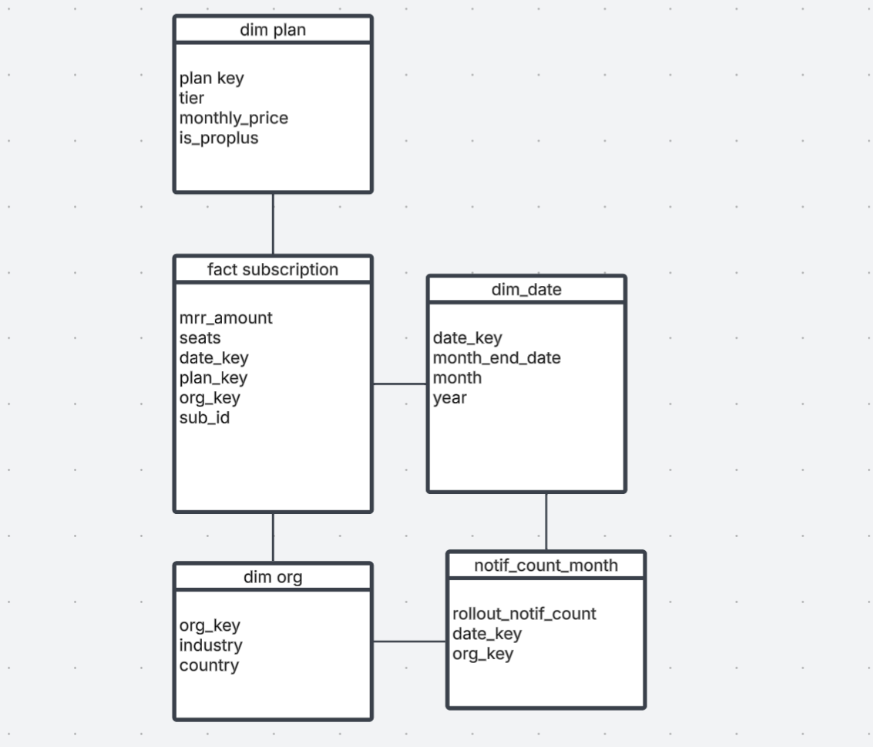 dim plan
plan key
tier
monthly_price
is_proplus
fact subscription
mrr_amount
seats
date_key
plan_key
org_key
sub_id
dim_date
date_key
month_end_date
month
year
dim org
org_key
industry
country
notif_count_month
rollout_notif_count
date_key
org_key